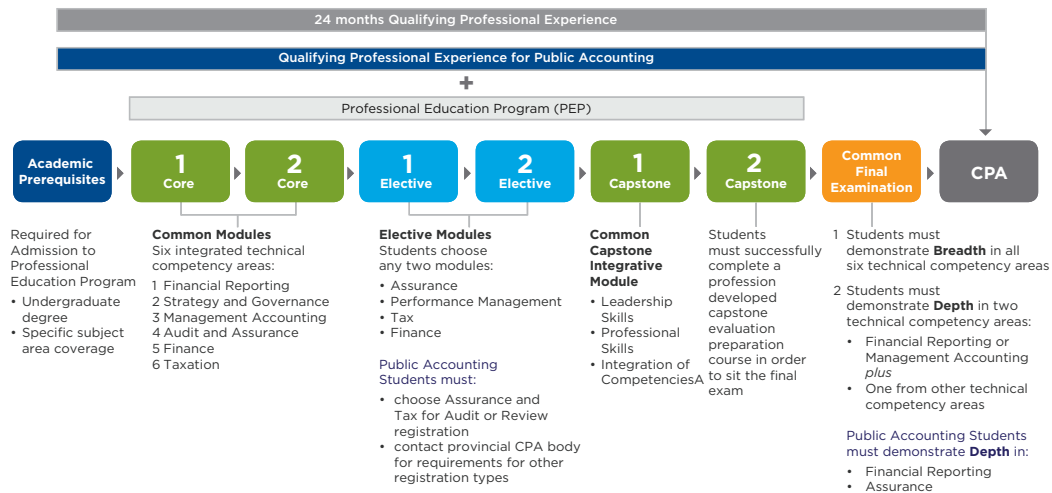 24 months Qualifying Professional Experience
Qualifying Professional Experience for Public Accounting
+
Professional Education Program (PEP)
Academic
Prerequisites
1
Core
2
Core
1
Elective
2
Elective
1
Capstone
2
Capstone
Common
Final
Examination
CPA
Required for
Admission to
Professional
Education Program
• Undergraduate
degree
• Specific subject
area coverage
Common Modules
Six integrated technical
competency areas:
1 Financial Reporting
2 Strategy and Governance
3 Management Accounting
4 Audit and Assurance
5 Finance
6 Taxation
Elective Modules
Students choose
any two modules:
• Assurance
• Performance Management
• Tax
• Finance
Public Accounting
Students must:
• choose Assurance and
Tax for Audit or Review
registration
• contact provincial CPA body
for requirements for other
registration types
Common
Capstone
Integrative
Module
• Leadership
Skills
• Professional
Skills
• Integration of
CompetenciesA
Students
must successfully
complete a
profession
developed
capstone
evaluation
preparation
course in order
to sit the final
exam
1 Students must
demonstrate Breadth in all
six technical competency areas
2 Students must
demonstrate Depth in two
technical competency areas:
• Financial Reporting or
Management Accounting
plus
• One from other technical
competency areas
Public Accounting Students
must demonstrate Depth in:
• Financial Reporting
• Assurance